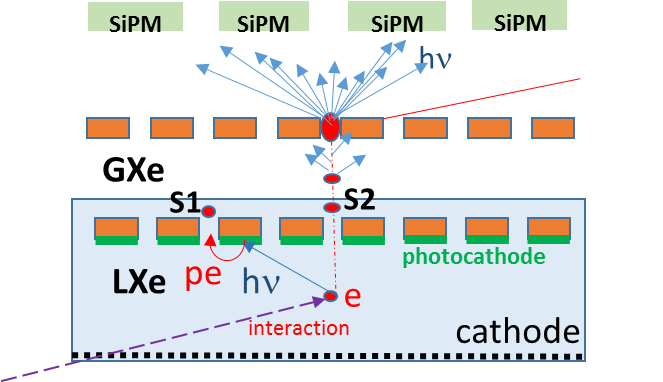 SiPM SiPM SiPM SiPM
hν
GXe
S1 S2
photocathode
LXe pe hν e
interaction
cathode